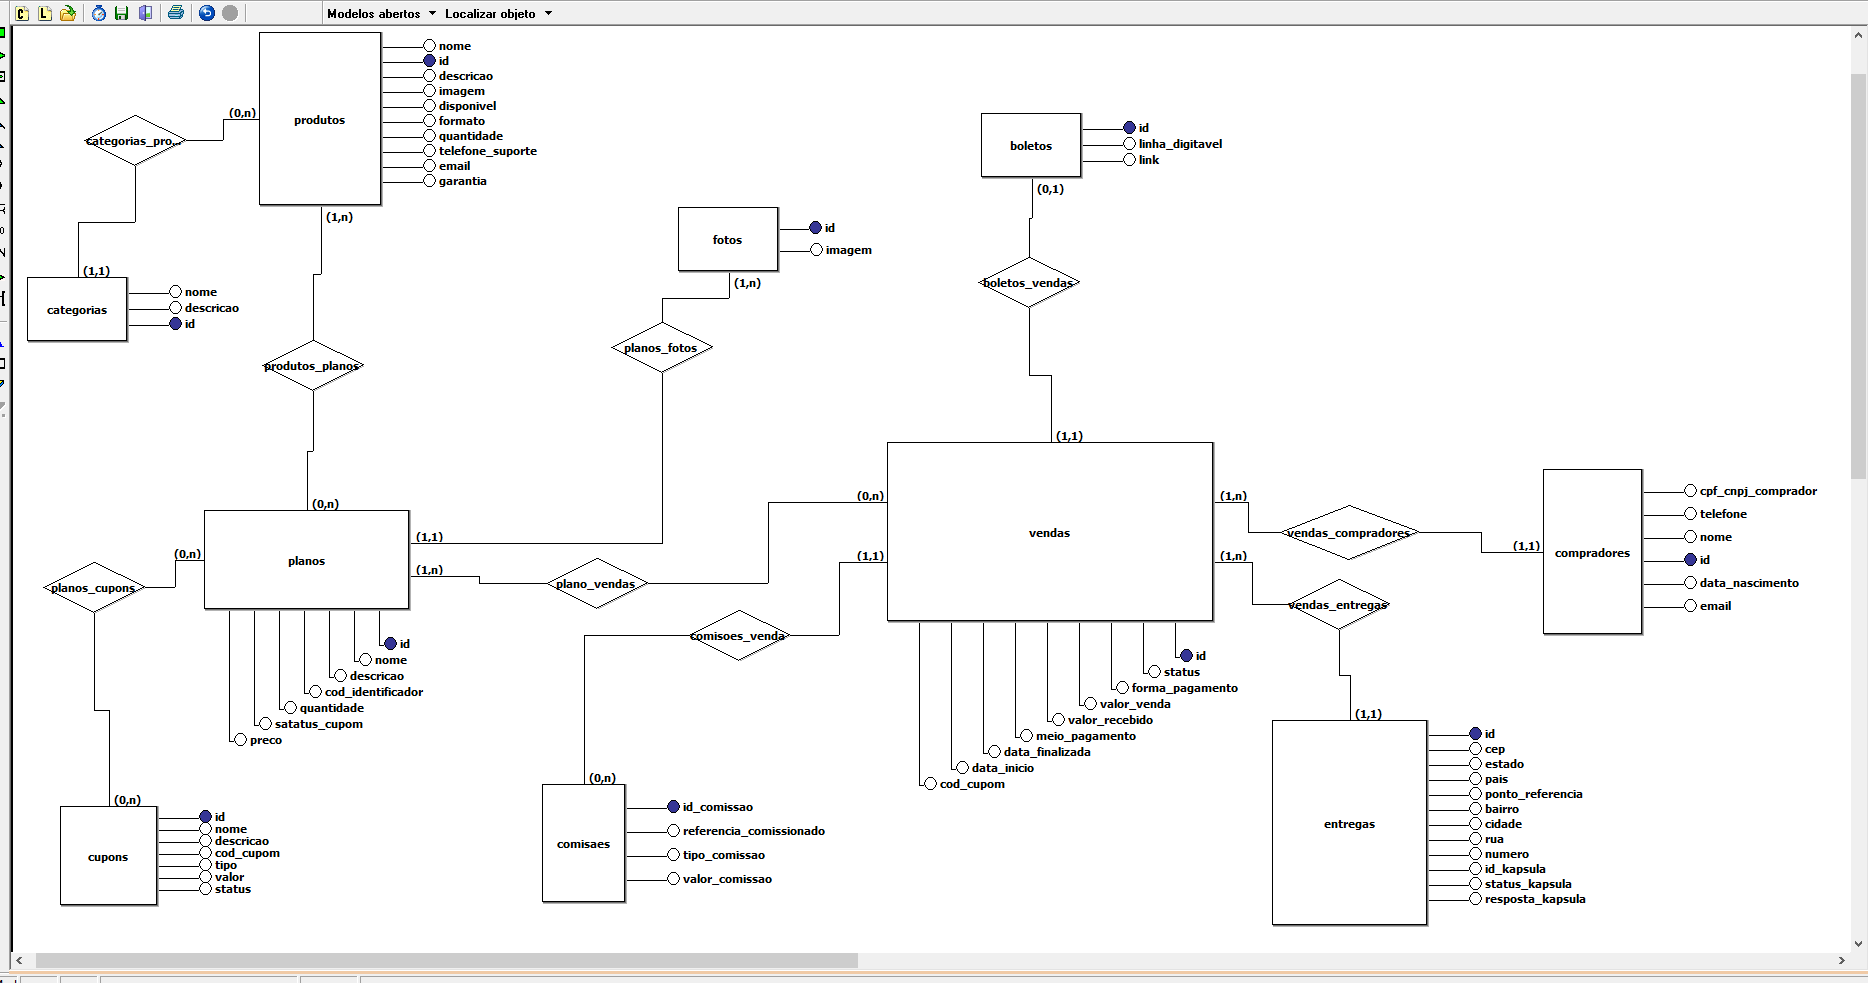 Modelos abertos
Localizar objeto
nome
id
descricao
imagem
disponivel
formato
quantidade
telefone_suporte
email
garantia
produtos
(0,n)
categorias_pro...
(1,n)
(1,1)
categorias
nome
descricao
id
produtos_planos
(0,n)
fotos
id
imagem
(1,n)
planos_fotos
boletos
id
linha_digitavel
link
(0,1)
boletos_vendas
(1,1)
planos
(1,1)
(1,n)
(0,n)
planos_cupons
plano_vendas
(0,n)
(1,1)
comisoes_venda
vendas
(1,n)
(1,n)
vendas_compradores
vendas_entregas
(1,1)
compradores
cpf_cnpj_comprador
telefone
nome
id
data_nascimento
email
id
nome
descricao
cod_identificador
quantidade
satatus_cupom
preco
id
status
forma_pagamento
valor_venda
valor_recebido
meio_pagamento
data_finalizada
data_inicio
cod_cupom
(0,n)
cupons
id
nome
descricao
cod_cupom
tipo
valor
status
(0,n)
comisaes
id_comissao
referencia_comissionado
tipo_comissao
valor_comissao
(1,1)
entregas
id
cep
estado
pais
ponto_referencia
bairro
cidade
rua
numero
id_kapsula
status_kapsula
resposta_kapsula